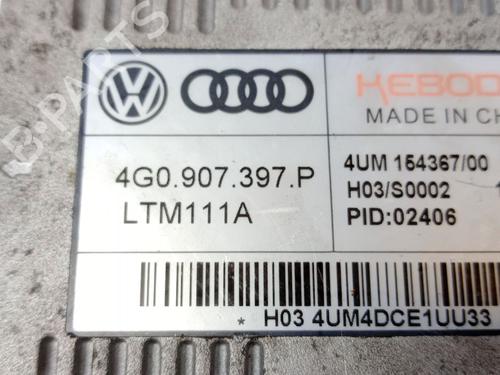 B-PARTS
KEBOD
MADE IN CH
4G0.907.397.P
LTM111A
4UM 154367/00
H03/S0002
PID:02406
* H03 4UM4DCE1UU33